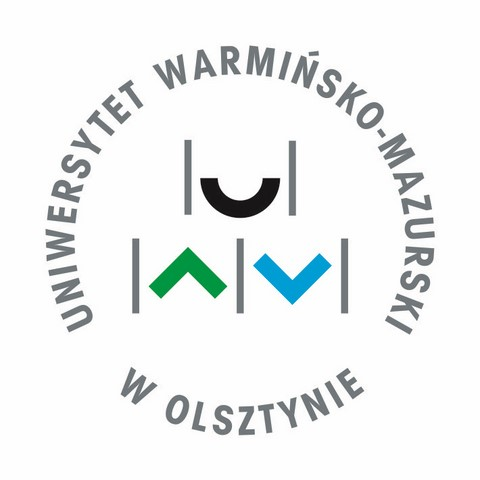 UNIWERSYTET WARMIŃSKO-MAZURSKI
W OLSZTYNIE